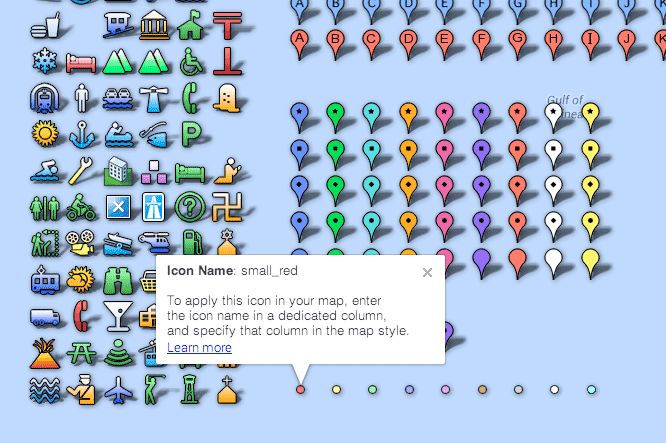 A B C D E F G H I J K
A B C D E F G H I J K
Gulf of
P
?
Icon Name: small_red
To apply this icon in your map, enter
the icon name in a dedicated column,
and specify that column in the map style.
Learn more